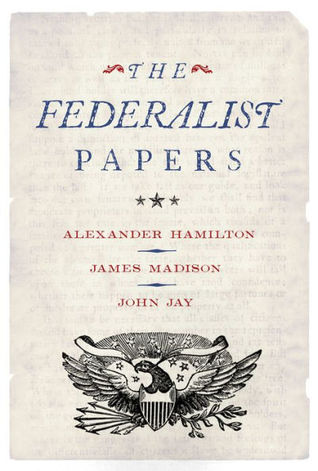 THE
FEDERALIST
PAPERS
ALEXANDER HAMILTON
JAMES MADISON
JOHN JAY